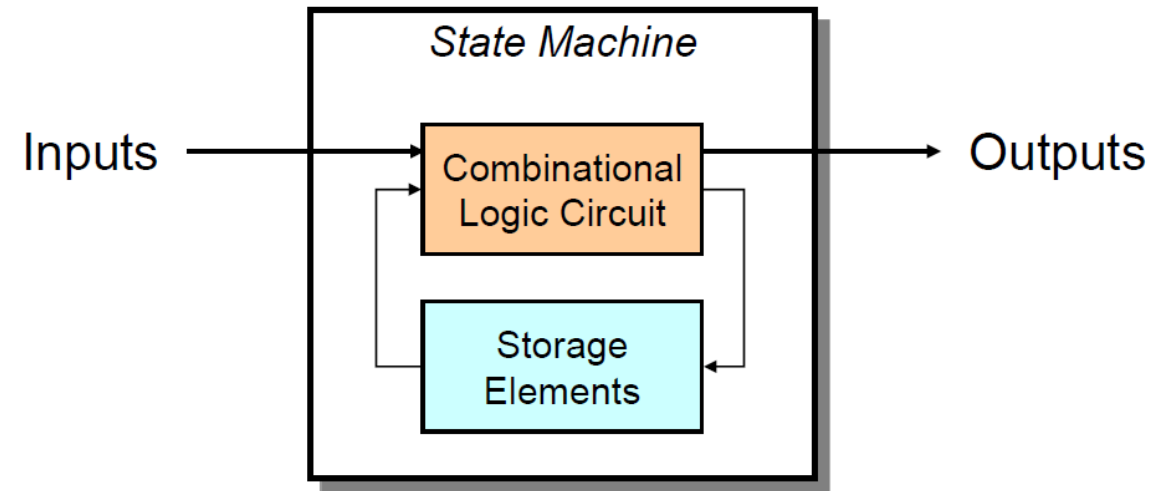 State Machine
Inputs
Combinational
Logic Circuit
Outputs
Storage
Elements